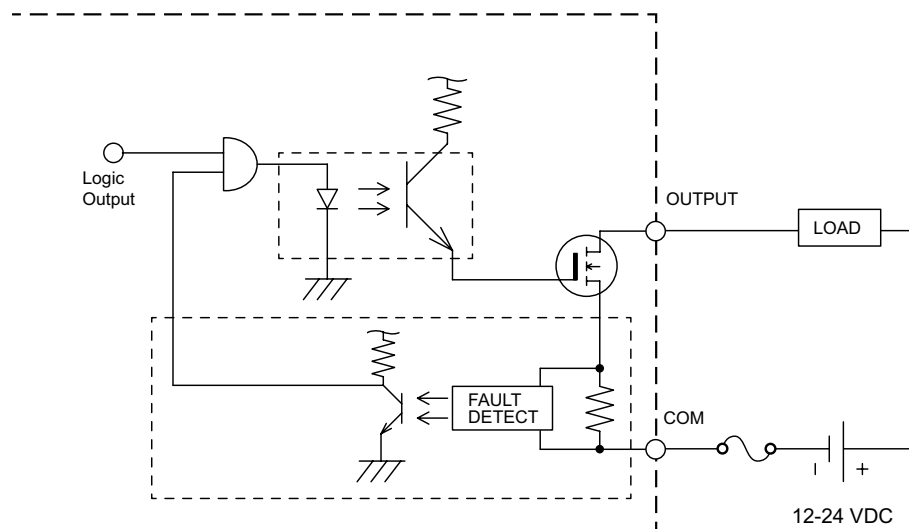 Logic
Output
OUTPUT
LOAD
FAULT
DETECT
COM
+
12-24 VDC